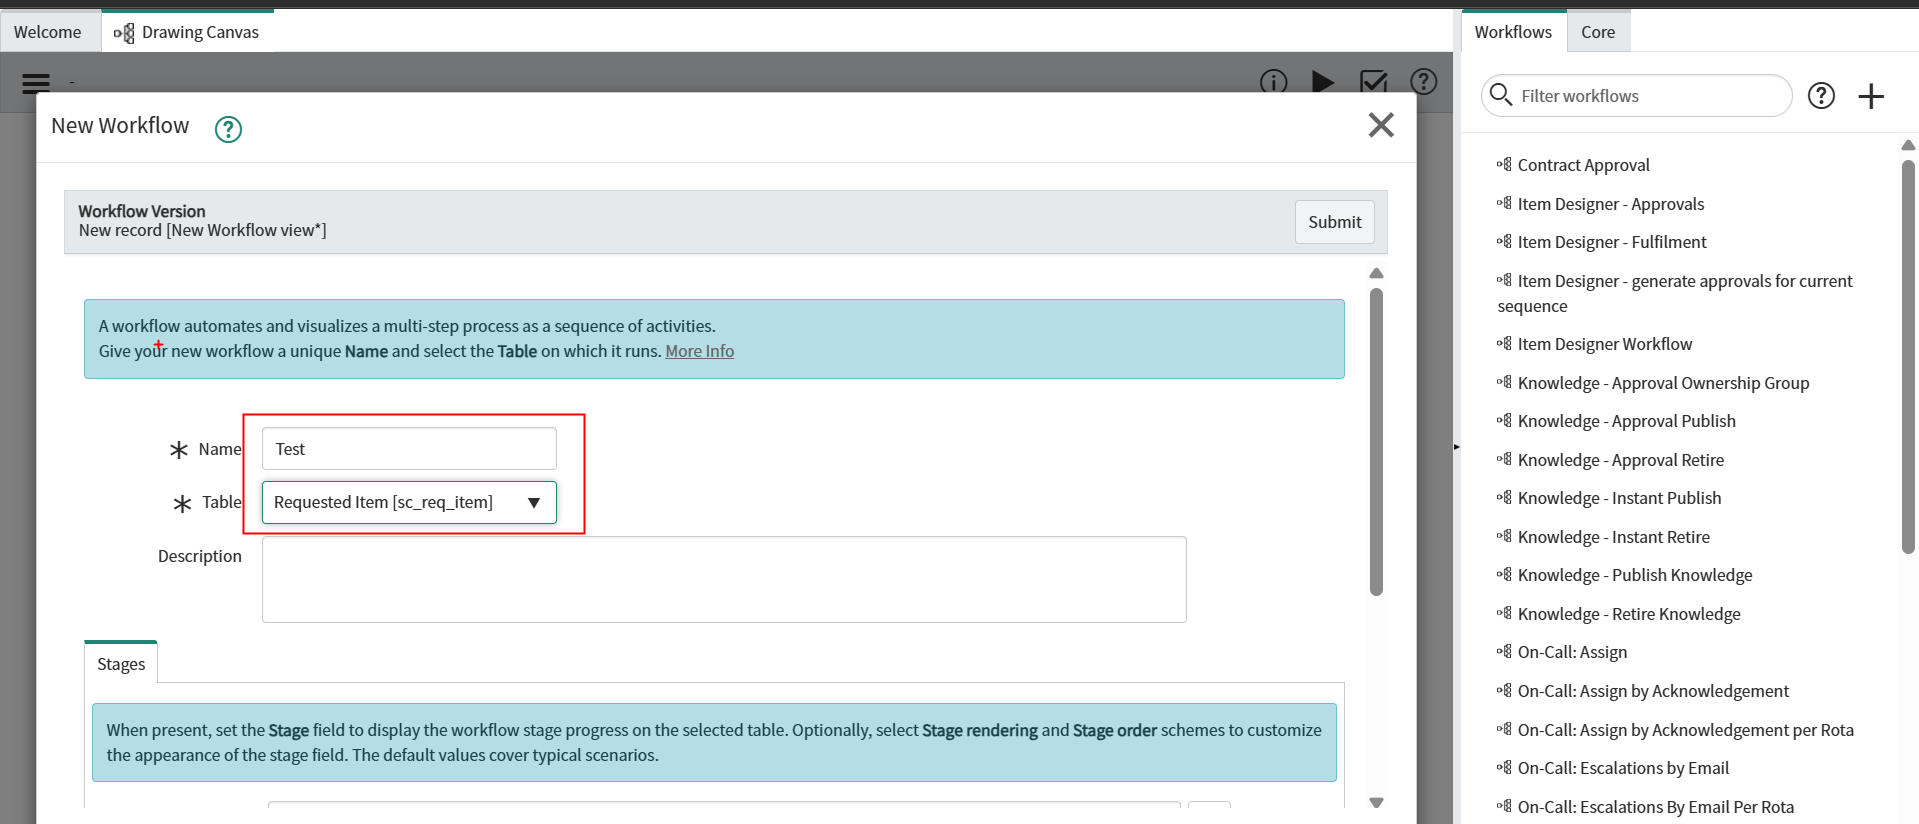 Welcome
Drawing Canvas
Workflows
Core
-
Filter workflows
New Workflow
Workflow Version
New record [New Workflow view*]
Submit
A workflow automates and visualizes a multi-step process as a sequence of activities.
Give your new workflow a unique Name and select the Table on which it runs. More Info
Name
Test
Table
Requested Item [sc_req_item]
Description
Stages
When present, set the Stage field to display the workflow stage progress on the selected table. Optionally, select Stage rendering and Stage order schemes to customize
the appearance of the stage field. The default values cover typical scenarios.
Contract Approval
Item Designer - Approvals
Item Designer - Fulfilment
Item Designer - generate approvals for current
sequence
Item Designer Workflow
Knowledge - Approval Ownership Group
Knowledge - Approval Publish
Knowledge - Approval Retire
Knowledge - Instant Publish
Knowledge - Instant Retire
Knowledge - Publish Knowledge
Knowledge - Retire Knowledge
On-Call: Assign
On-Call: Assign by Acknowledgement
On-Call: Assign by Acknowledgement per Rota
On-Call: Escalations by Email
On-Call: Escalations By Email Per Rota